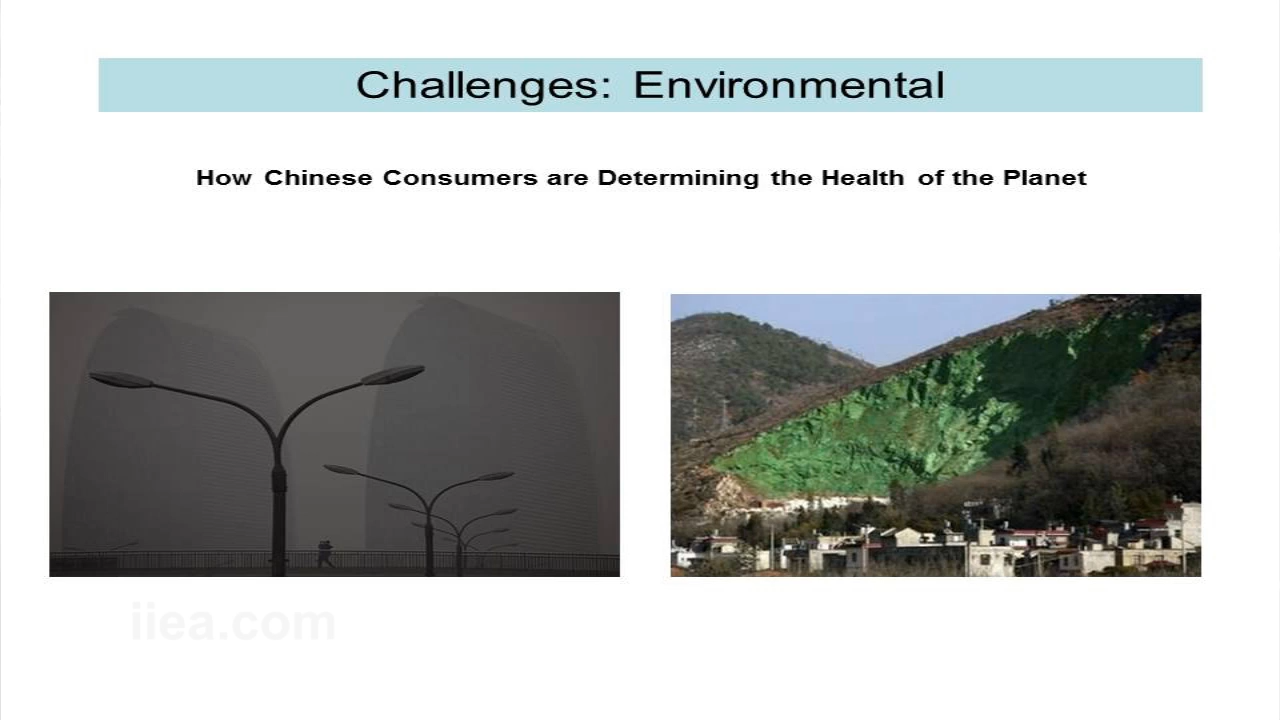 Challenges: Environmental
How Chinese Consumers are Determining the Health of the Planet
iiea.com